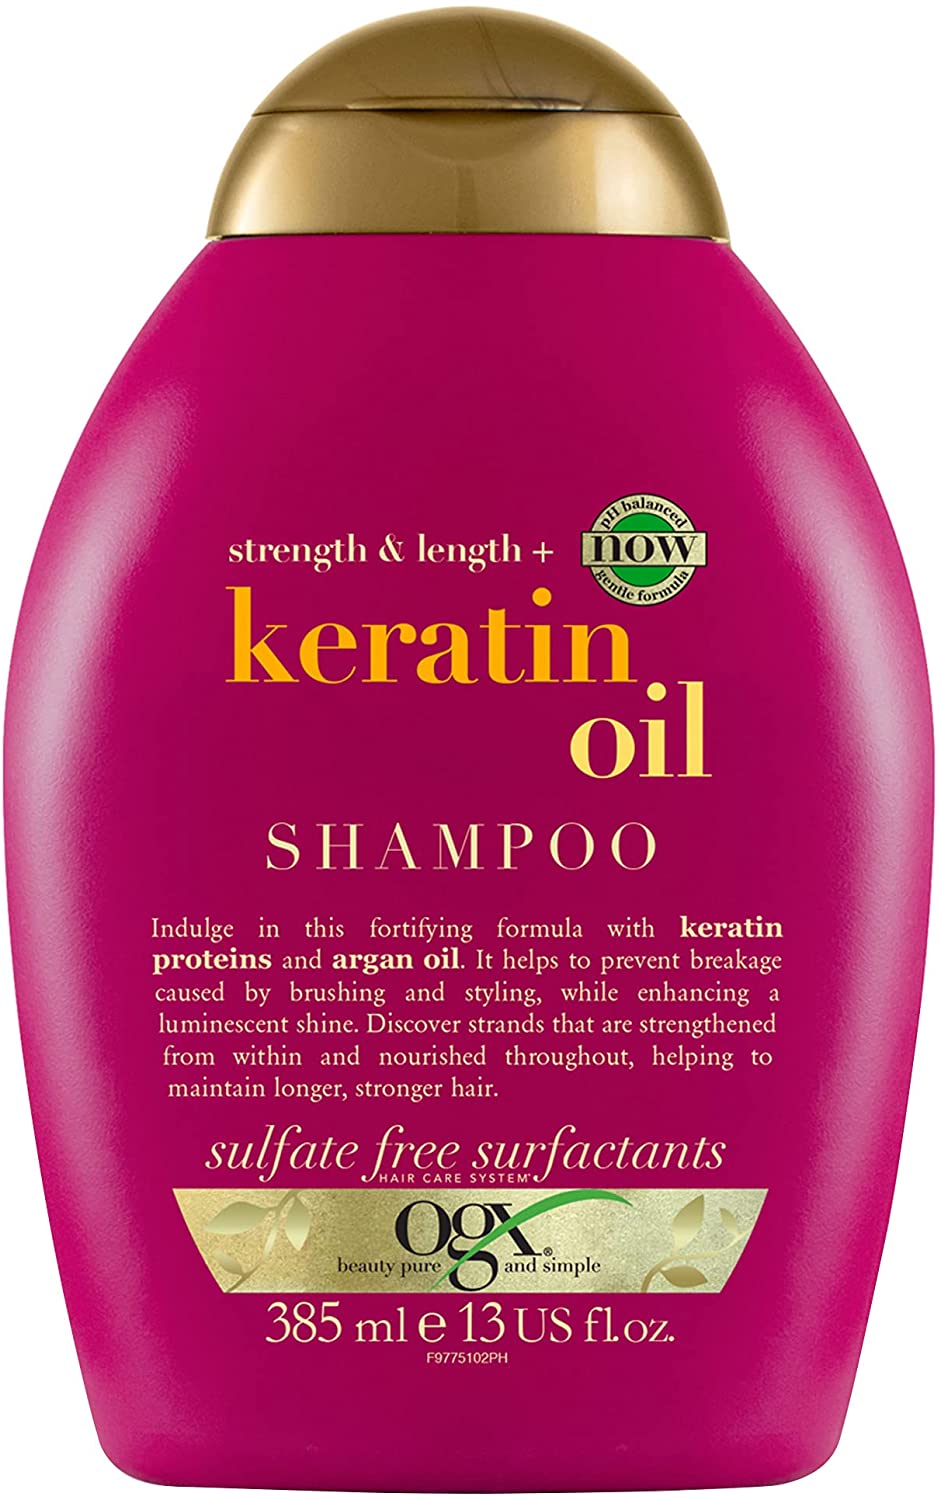 pH balanced
now
gentle formula
strength & length +
keratin
oil
SHAMPOO
Indulge in this fortifying formula with keratin
proteins and argan oil. It helps to prevent breakage
caused by brushing and styling, while enhancing a
luminescent shine. Discover strands that are strengthened
from within and nourished throughout, helping to
maintain longer, stronger hair.
sulfate free surfactants
HAIR CARE SYSTEM™
ogx®
beauty pure and simple
385 ml ℮ 13 US fl.oz.
F9775102PH